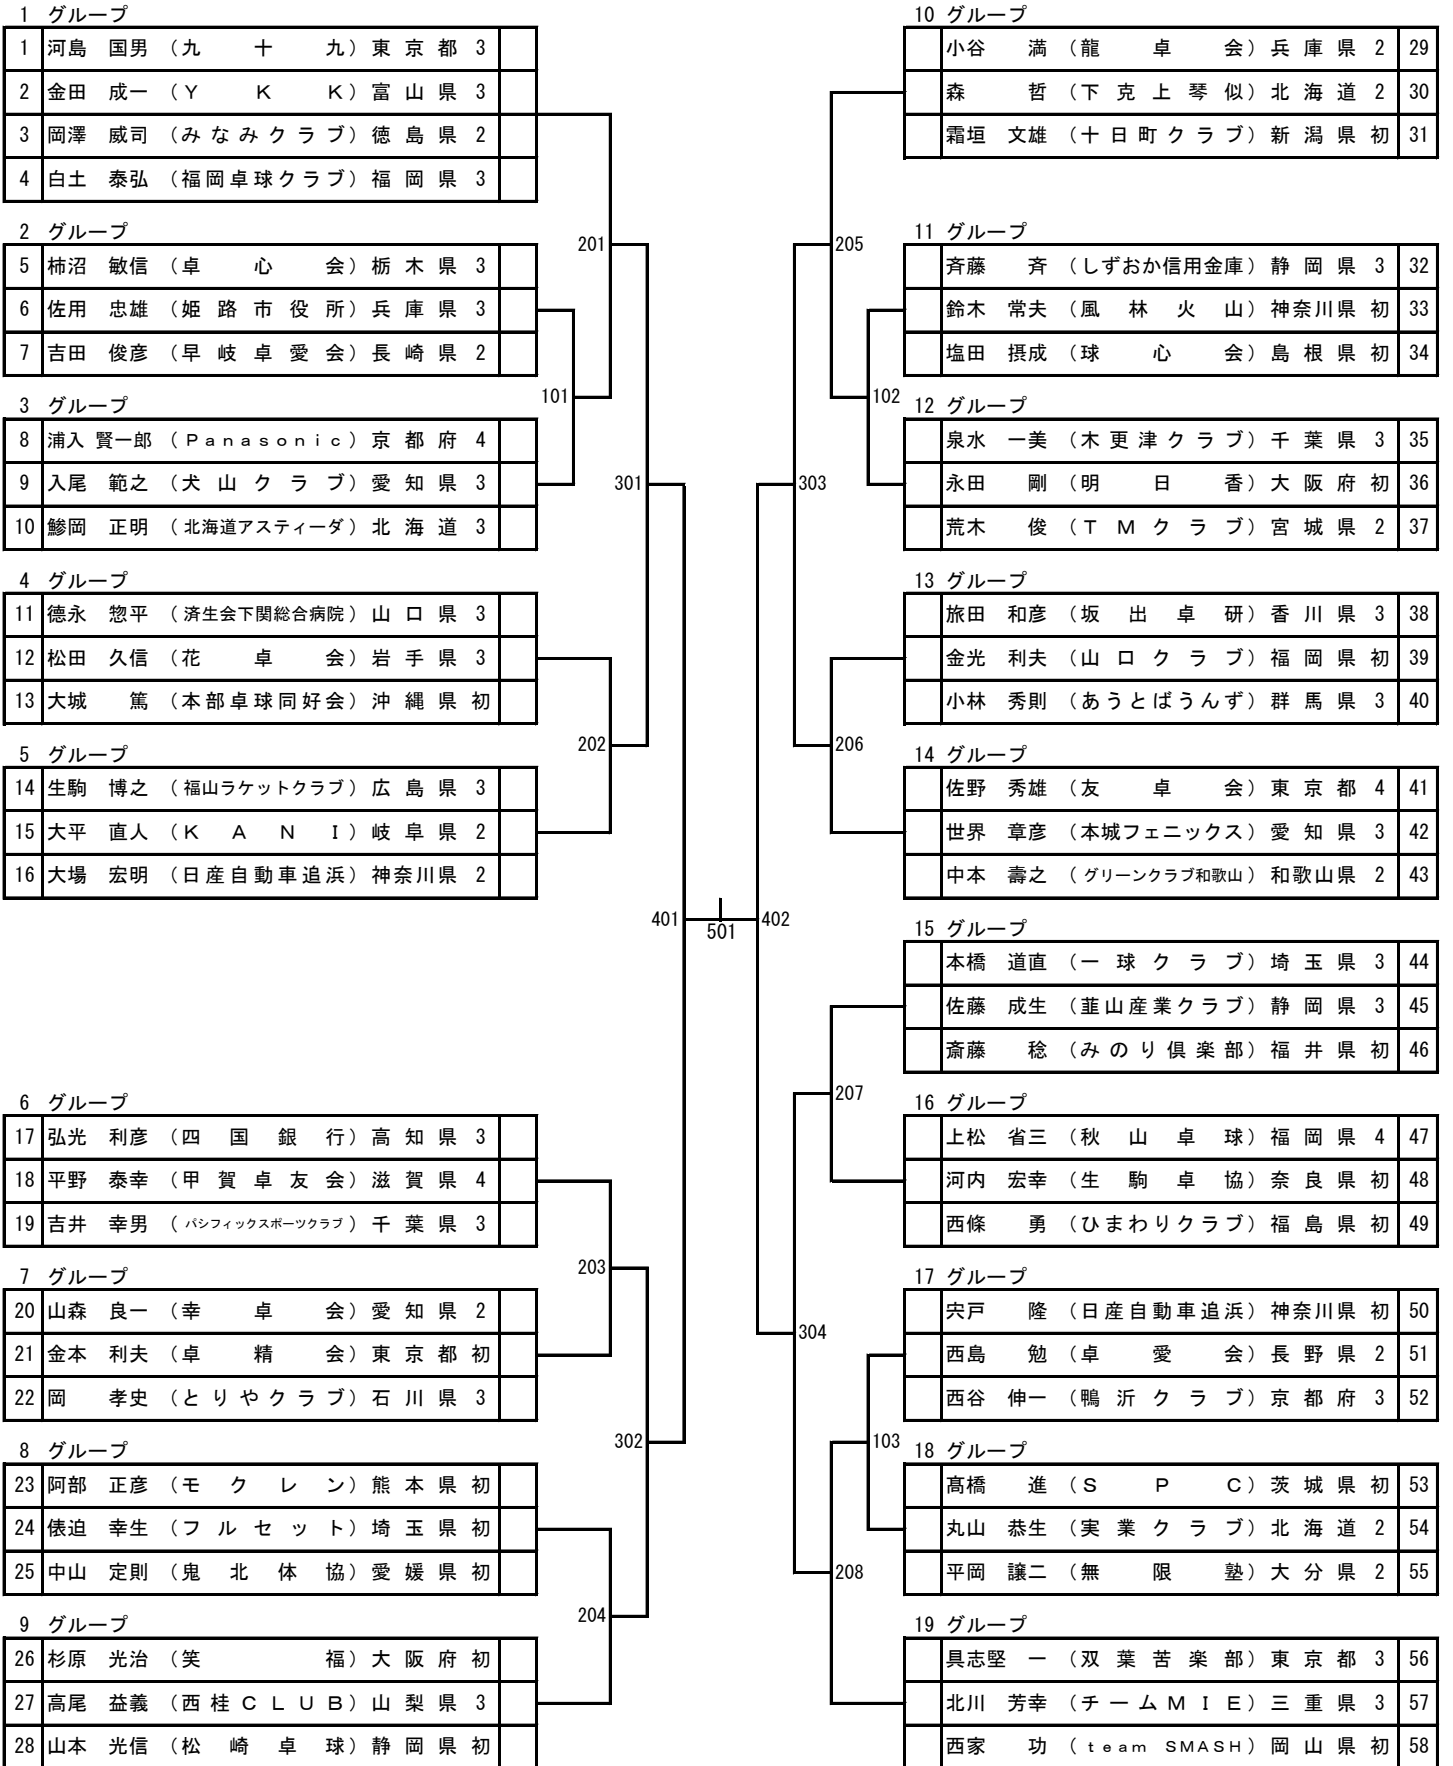 1 グループ
1 河島 国男 (九十九) 東京都 3
2 金田 成一 (YKK) 富山県 3
3 岡澤 威司 (みなみクラブ) 徳島県 2
4 白土 泰弘 (福岡卓球クラブ) 福岡県 3
2 グループ
5 柿沼 敏信 (卓心会) 栃木県 3
6 佐用 忠雄 (姫路市役所) 兵庫県 3
7 吉田 俊彦 (早岐卓愛会) 長崎県 2
3 グループ
8 浦入 賢一郎 (Panasonic) 京都府 4
9 入尾 範之 (犬山クラブ) 愛知県 3
10 鯵岡 正明 (北海道アスティーダ) 北海道 3
4 グループ
11 德永 惣平 (済生会下関総合病院) 山口県 3
12 松田 久信 (花卓会) 岩手県 3
13 大城 篤 (本部卓球同好会) 沖縄県 初
5 グループ
14 生駒 博之 (福山ラケットクラブ) 広島県 3
15 大平 直人 (KANI) 岐阜県 2
16 大場 宏明 (日産自動車追浜) 神奈川県 2
6 グループ
17 弘光 利彦 (四国銀行) 高知県 3
18 平野 泰幸 (甲賀卓友会) 滋賀県 4
19 吉井 幸男 (パシフィックスポーツクラブ) 千葉県 3
7 グループ
20 山森 良一 (幸卓会) 愛知県 2
21 金本 利夫 (卓精会) 東京都 初
22 岡 孝史 (とりやクラブ) 石川県 3
8 グループ
23 阿部 正彦 (モクレン) 熊本県 初
24 俵迫 幸生 (フルセット) 埼玉県 初
25 中山 定則 (鬼北体協) 愛媛県 初
9 グループ
26 杉原 光治 (笑福) 大阪府 初
27 高尾 益義 (西桂CLUB) 山梨県 3
28 山本 光信 (松崎卓球) 静岡県 初
201
101
301
202
401
203
302
204
501
402
205
102
303
206
207
304
103
208
10 グループ
小谷 満 (龍卓会) 兵庫県 2 29
森 哲 (下克上琴似) 北海道 2 30
霜垣 文雄 (十日町クラブ) 新潟県 初 31
11 グループ
斉藤 斉 (しずおか信用金庫) 静岡県 3 32
鈴木 常夫 (風林火山) 神奈川県 初 33
塩田 摂成 (球心会) 島根県 初 34
12 グループ
泉水 一美 (木更津クラブ) 千葉県 3 35
永田 剛 (明日香) 大阪府 初 36
荒木 俊 (TMクラブ) 宮城県 2 37
13 グループ
旅田 和彦 (坂出卓研) 香川県 3 38
金光 利夫 (山口クラブ) 福岡県 初 39
小林 秀則 (あうとばうんず) 群馬県 3 40
14 グループ
佐野 秀雄 (友卓会) 東京都 4 41
世界 章彦 (本城フェニックス) 愛知県 3 42
中本 壽之 (グリーンクラブ和歌山) 和歌山県 2 43
15 グループ
本橋 道直 (一球クラブ) 埼玉県 3 44
佐藤 成生 (韮山産業クラブ) 静岡県 3 45
斎藤 稔 (みのり倶楽部) 福井県 初 46
16 グループ
上松 省三 (秋山卓球) 福岡県 4 47
河内 宏幸 (生駒卓協) 奈良県 初 48
西條 勇 (ひまわりクラブ) 福島県 初 49
17 グループ
宍戸 隆 (日産自動車追浜) 神奈川県 初 50
西島 勉 (卓愛会) 長野県 2 51
西谷 伸一 (鴨沂クラブ) 京都府 3 52
18 グループ
髙橋 進 (SPC) 茨城県 初 53
丸山 恭生 (実業クラブ) 北海道 2 54
平岡 譲二 (無限塾) 大分県 2 55
19 グループ
具志堅 一 (双葉苦楽部) 東京都 3 56
北川 芳幸 (チームMIE) 三重県 3 57
西家 功 (team SMASH) 岡山県 初 58